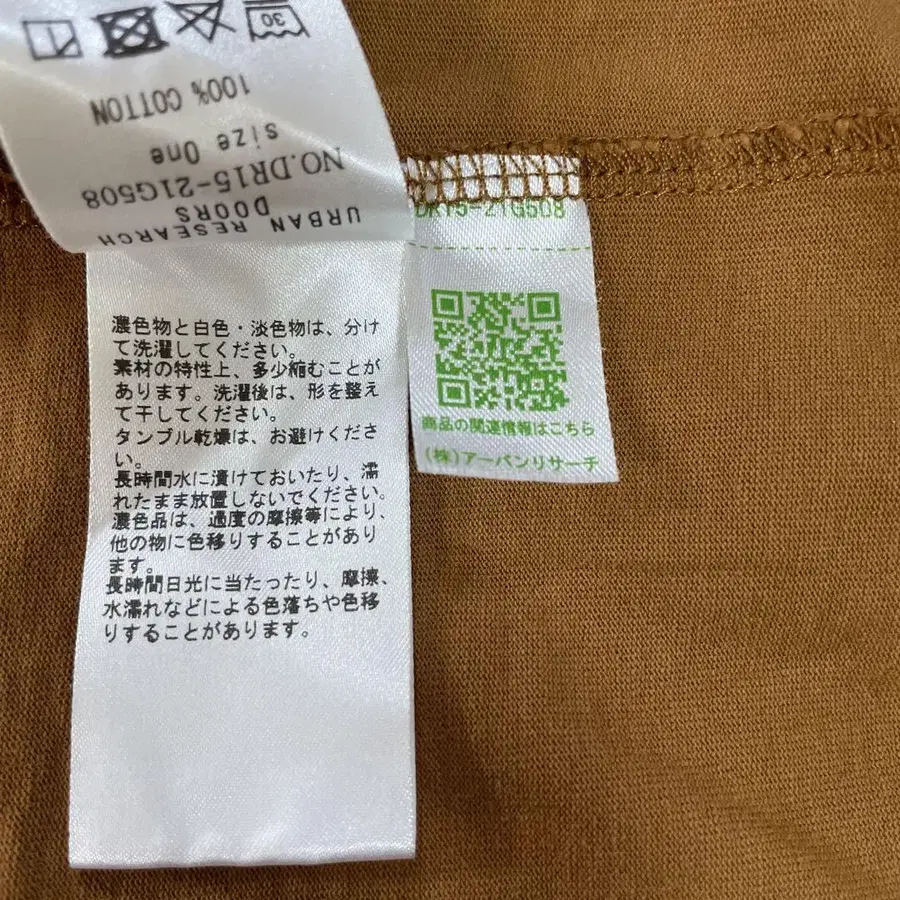 URBAN RESEARCH
DOORS
NO.DR15-21G508
size One
100% COTTON
30
濃色物と白色・淡色物は、分け
て洗濯してください。
素材の特性上、多少縮むことが
あります。洗濯後は、形を整え
て干してください。
タンブル乾燥は、お避けくださ
い。
長時間水に漬けておいたり、濡
れたまま放置しないでください。
濃色品は、過度の摩擦等により、
他の物に色移りすることがあり
ます。
長時間日光に当たったり、摩擦、
水濡れなどによる色落ちや色移
りすることがあります。
DR15-21G508
商品の関連情報はこちら
(株)アーバンリサーチ